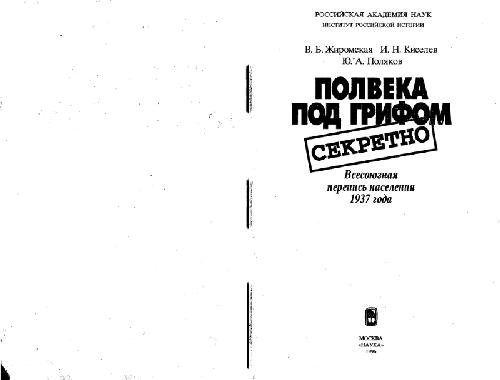 РОССИЙСКАЯ АКАДЕМИЯ НАУК
ИНСТИТУТ РОССИЙСКОЙ ИСТОРИИ
В. Б. Жиромская И. Н. Киселев
Ю. А. Поляков
ПОЛВЕКА
ПОД ГРИФОМ
СЕКРЕТНО
Всесоюзная
перепись населения
1937 года
МОСКВА
«НАУКА»
1996